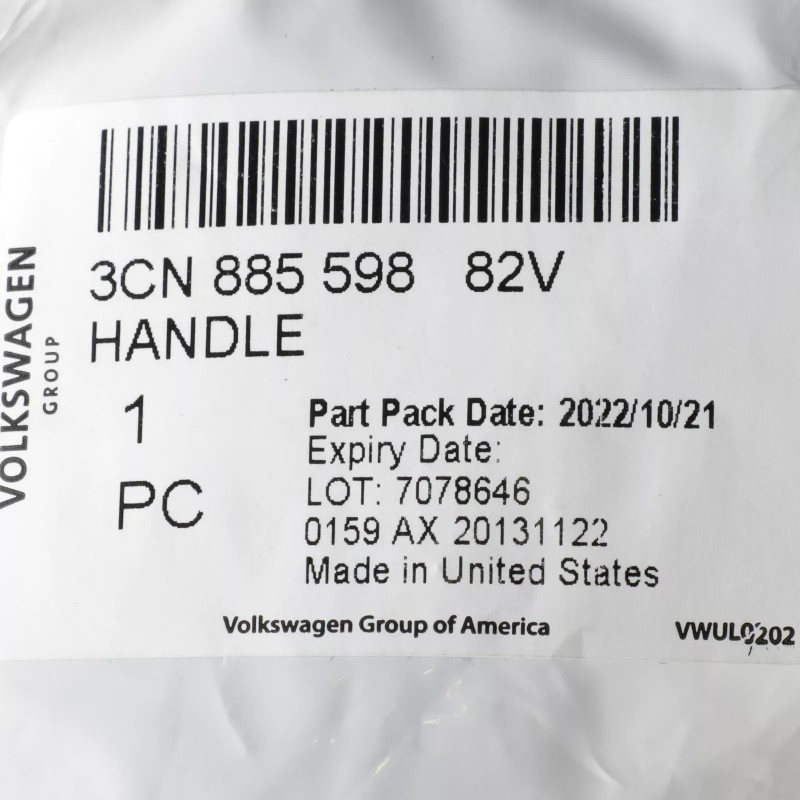 VOLKSWAGEN
GROUP
3CN 885 598 82V
HANDLE
1
PC
Part Pack Date: 2022/10/21
Expiry Date:
LOT: 7078646
0159 AX 20131122
Made in United States
Volkswagen Group of America